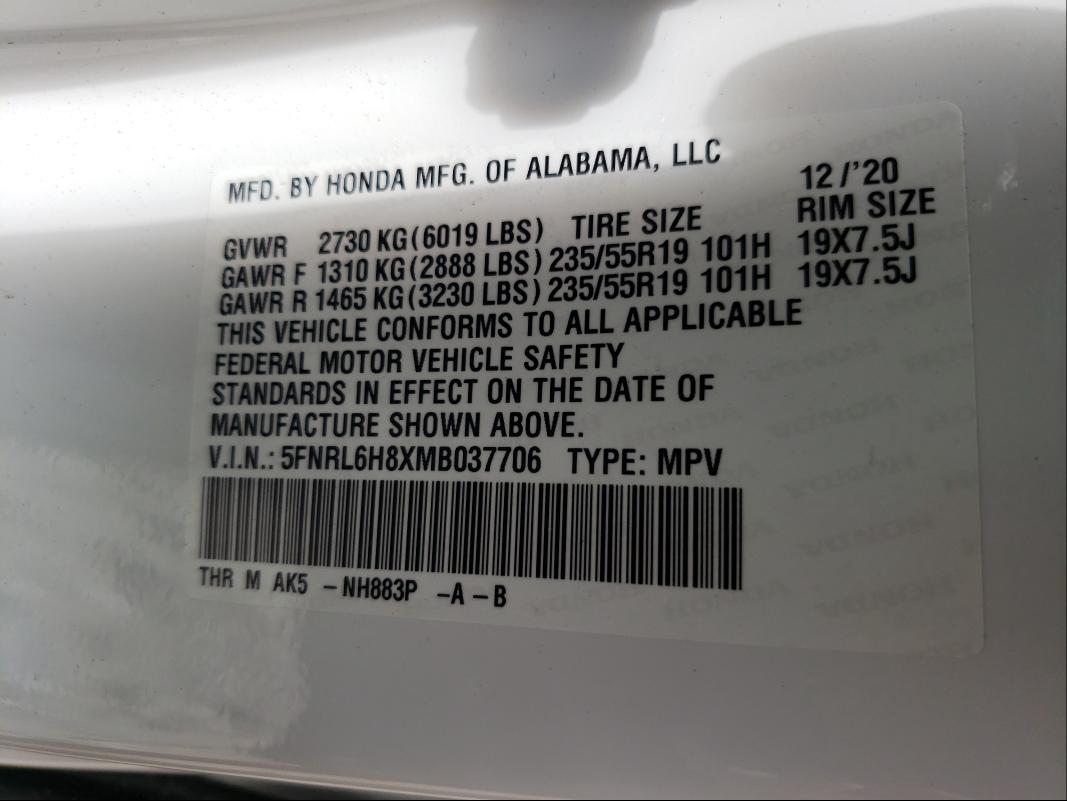 MFD. BY HONDA MFG. OF ALABAMA, LLC 12/'20
GVWR 2730 KG(6019 LBS) TIRE SIZE RIM SIZE
GAWR F 1310 KG(2888 LBS) 235/55R19 101H 19X7.5J
GAWR R 1465 KG(3230 LBS) 235/55R19 101H 19X7.5J
THIS VEHICLE CONFORMS TO ALL APPLICABLE
FEDERAL MOTOR VEHICLE SAFETY
STANDARDS IN EFFECT ON THE DATE OF
MANUFACTURE SHOWN ABOVE.
V.I.N.: 5FNRL6H8XMB037706 TYPE: MPV
THR M AK5 -NH883P -A-B